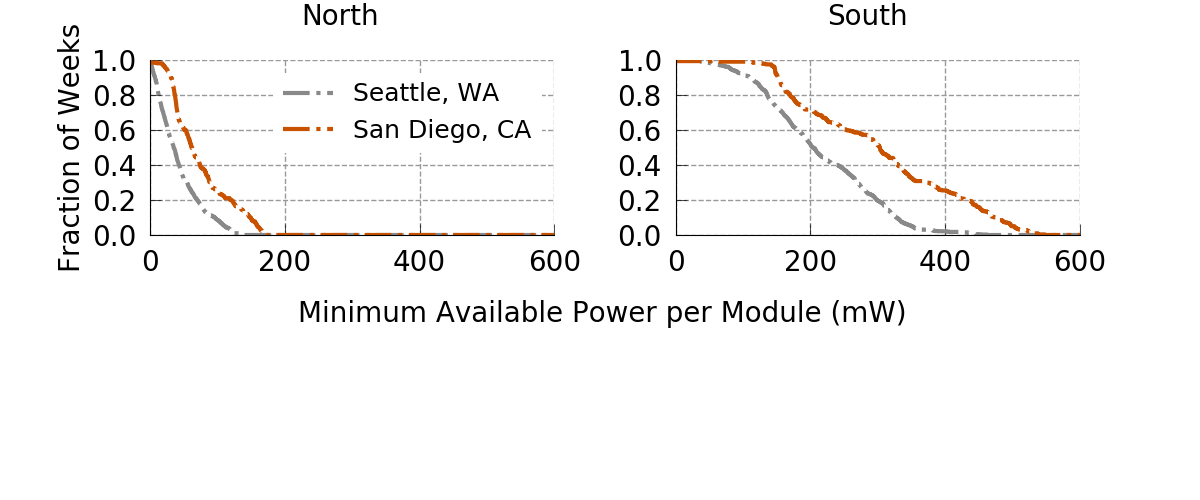 North
South
Fraction of Weeks
1.0
0.8
0.6
0.4
0.2
0.0
Seattle, WA
San Diego, CA
0 200 400 600
1.0
0.8
0.6
0.4
0.2
0.0
0 200 400 600
Minimum Available Power per Module (mW)